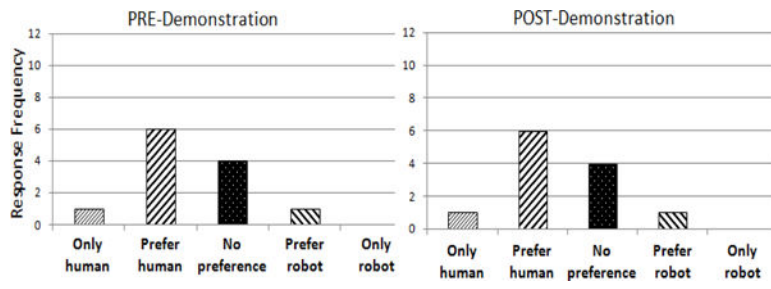 PRE-Demonstration
Response Frequency
12
10
8
6
4
2
0
Only human
Prefer human
No preference
Prefer robot
Only robot
POST-Demonstration
12
10
8
6
4
2
0
Only human
Prefer human
No preference
Prefer robot
Only robot